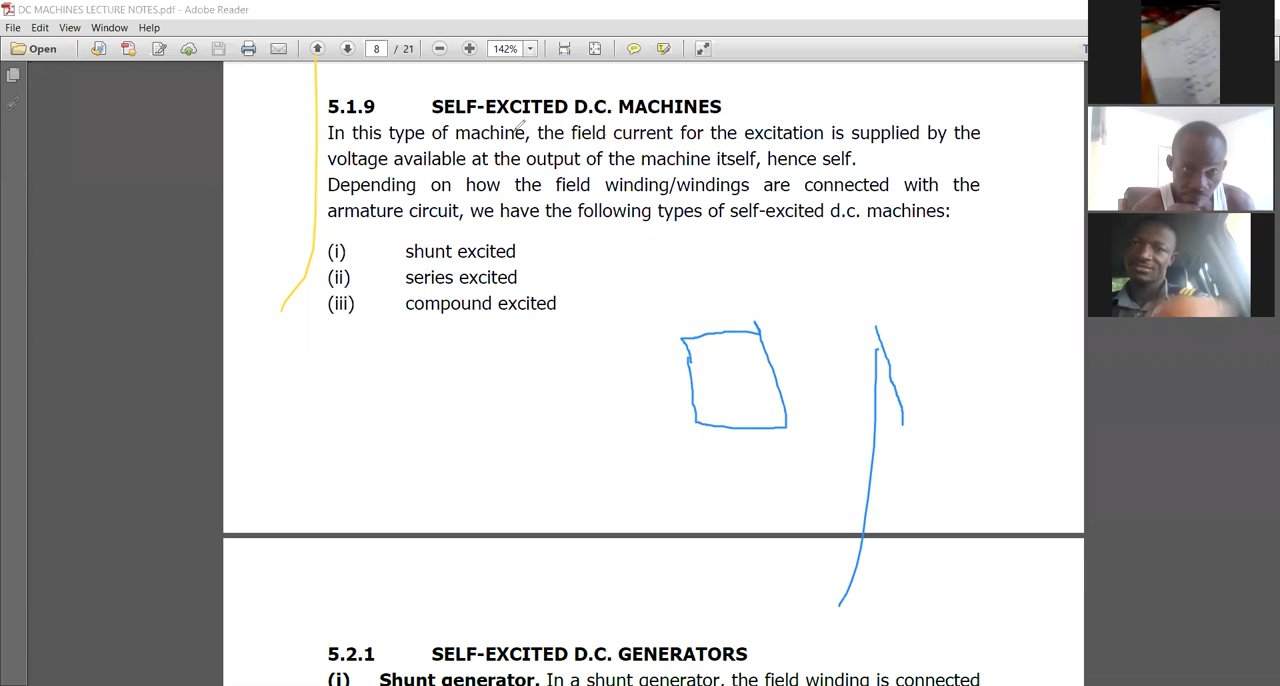 DC MACHINES LECTURE NOTES.pdf - Adobe Reader
File Edit View Window Help
Open 8 / 21 142% T
5.1.9 SELF-EXCITED D.C. MACHINES
In this type of machine, the field current for the excitation is supplied by the
voltage available at the output of the machine itself, hence self.
Depending on how the field winding/windings are connected with the
armature circuit, we have the following types of self-excited d.c. machines:
(i) shunt excited
(ii) series excited
(iii) compound excited
5.2.1 SELF-EXCITED D.C. GENERATORS
(i) Shunt generator. In a shunt generator, the field winding is connected